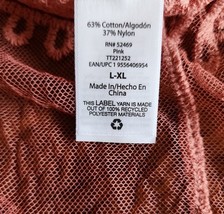 63% Cotton/Algodón
37% Nylon
RN# 52469
Pink
TT221252
EAN/UPC 1 9556406954
L-XL
Made In/Hecho En
China
THIS LABEL YARN IS MADE
OUT OF 100% RECYCLED
POLYESTER MATERIALS